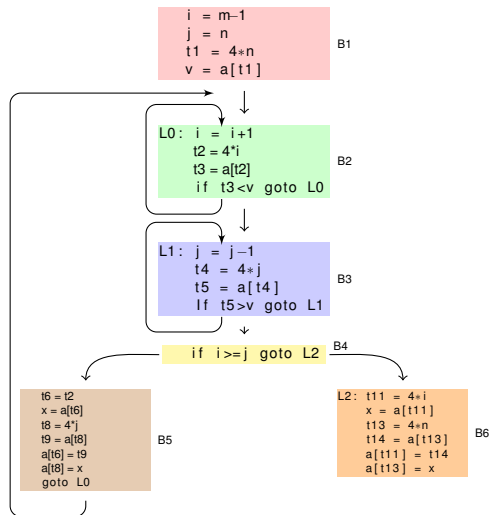 i = m-1
j = n
t1 = 4*n
v = a[t1]
B1
L0: i = i+1
t2 = 4*i
t3 = a[t2]
if t3<v goto L0
B2
L1: j = j-1
t4 = 4*j
t5 = a[t4]
If t5>v goto L1
B3
if i>=j goto L2
B4
t6 = t2
x = a[t6]
t8 = 4*j
t9 = a[t8]
a[t6] = t9
a[t8] = x
goto L0
B5
L2: t11 = 4*i
x = a[t11]
t13 = 4*n
t14 = a[t13]
a[t11] = t14
a[t13] = x
B6